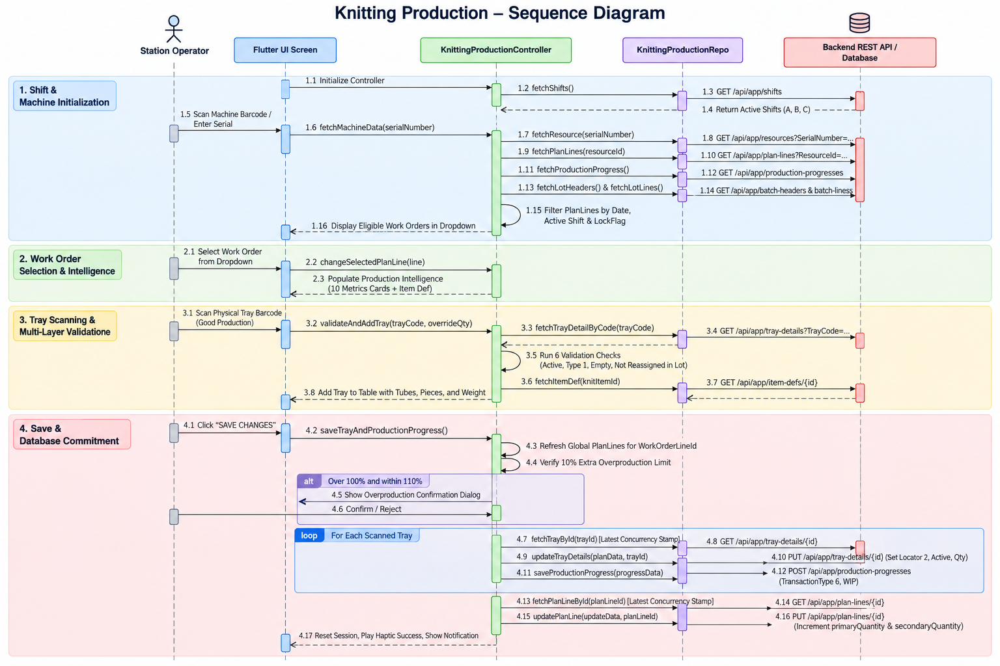 Knitting Production – Sequence Diagram
Station Operator
Flutter UI Screen
KnittingProductionController
KnittingProductionRepo
Backend REST API /
Database
1. Shift &
Machine Initialization
1.1 Initialize Controller
1.2 fetchShifts()
1.3 GET /api/app/shifts
1.4 Return Active Shifts (A, B, C)
1.5 Scan Machine Barcode /
Enter Serial
1.6 fetchMachineData(serialNumber)
1.7 fetchResource(serialNumber)
1.8 GET /api/app/resources?SerialNumber=...
1.9 fetchPlanLines(resourceId)
1.10 GET /api/app/plan-lines?ResourceId=...
1.11 fetchProductionProgress()
1.12 GET /api/app/production-progresses
1.13 fetchLotHeaders() & fetchLotLines()
1.14 GET /api/app/batch-headers & batch-liness
1.15 Filter PlanLines by Date,
Active Shift & LockFlag
1.16 Display Eligible Work Orders in Dropdown
2. Work Order
Selection & Intelligence
2.1 Select Work Order
from Dropdown
2.2 changeSelectedPlanLine(line)
2.3 Populate Production Intelligence
(10 Metrics Cards + Item Def)
3. Tray Scanning &
Multi-Layer Validatione
3.1 Scan Physical Tray Barcode
(Good Production)
3.2 validateAndAddTray(trayCode, overrideQty)
3.3 fetchTrayDetailByCode(trayCode)
3.4 GET /api/app/tray-details?TrayCode=...
3.5 Run 6 Validation Checks
(Active, Type 1, Empty, Not Reassigned in Lot)
3.6 fetchItemDef(knitItemId)
3.7 GET /api/app/item-defs/{id}
3.8 Add Tray to Table with Tubes, Pieces, and Weight
4. Save &
Database Commitment
4.1 Click "SAVE CHANGES"
4.2 saveTrayAndProductionProgress()
4.3 Refresh Global PlanLines for WorkOrderLineId
4.4 Verify 10% Extra Overproduction Limit
alt Over 100% and within 110%
4.5 Show Overproduction Confirmation Dialog
4.6 Confirm / Reject
loop For Each Scanned Tray
4.7 fetchTrayById(trayId) [Latest Concurrency Stamp]
4.8 GET /api/app/tray-details/{id}
4.9 updateTrayDetails(planData, trayId)
4.10 PUT /api/app/tray-details/{id} (Set Locator 2, Active, Qty)
4.11 saveProductionProgress(progressData)
4.12 POST /api/app/production-progresses
(TransactionType 6, WIP)
4.13 fetchPlanLineById(planLineId) [Latest Concurrency Stamp]
4.14 GET /api/app/plan-lines/{id}
4.15 updatePlanLine(updateData, planLineId)
4.16 PUT /api/app/plan-lines/{id}
(Increment primaryQuantity & secondaryQuantity)
4.17 Reset Session, Play Haptic Success, Show Notification